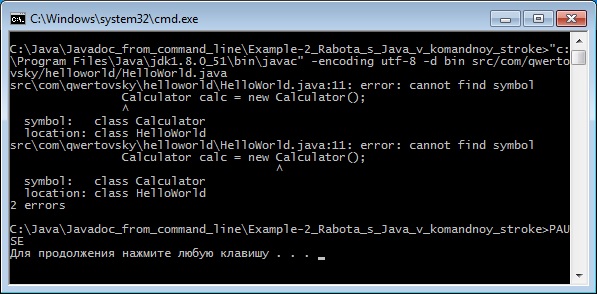 C:\Windows\system32\cmd.exe
C:\Java\Javadoc_from_command_line\Example-2_Rabota_s_Java_v_komandnoy_stroke>"c:
\Program Files\Java\jdk1.8.0_51\bin\javac" -encoding utf-8 -d bin src/com/qwerto
vsky/helloworld/HelloWorld.java
src\com\qwertovsky\helloworld\HelloWorld.java:11: error: cannot find symbol
Calculator calc = new Calculator();
^
symbol:   class Calculator
location: class HelloWorld
src\com\qwertovsky\helloworld\HelloWorld.java:11: error: cannot find symbol
Calculator calc = new Calculator();
^
symbol:   class Calculator
location: class HelloWorld
2 errors
C:\Java\Javadoc_from_command_line\Example-2_Rabota_s_Java_v_komandnoy_stroke>PAU
SE
Для продолжения нажмите любую клавишу . . . _